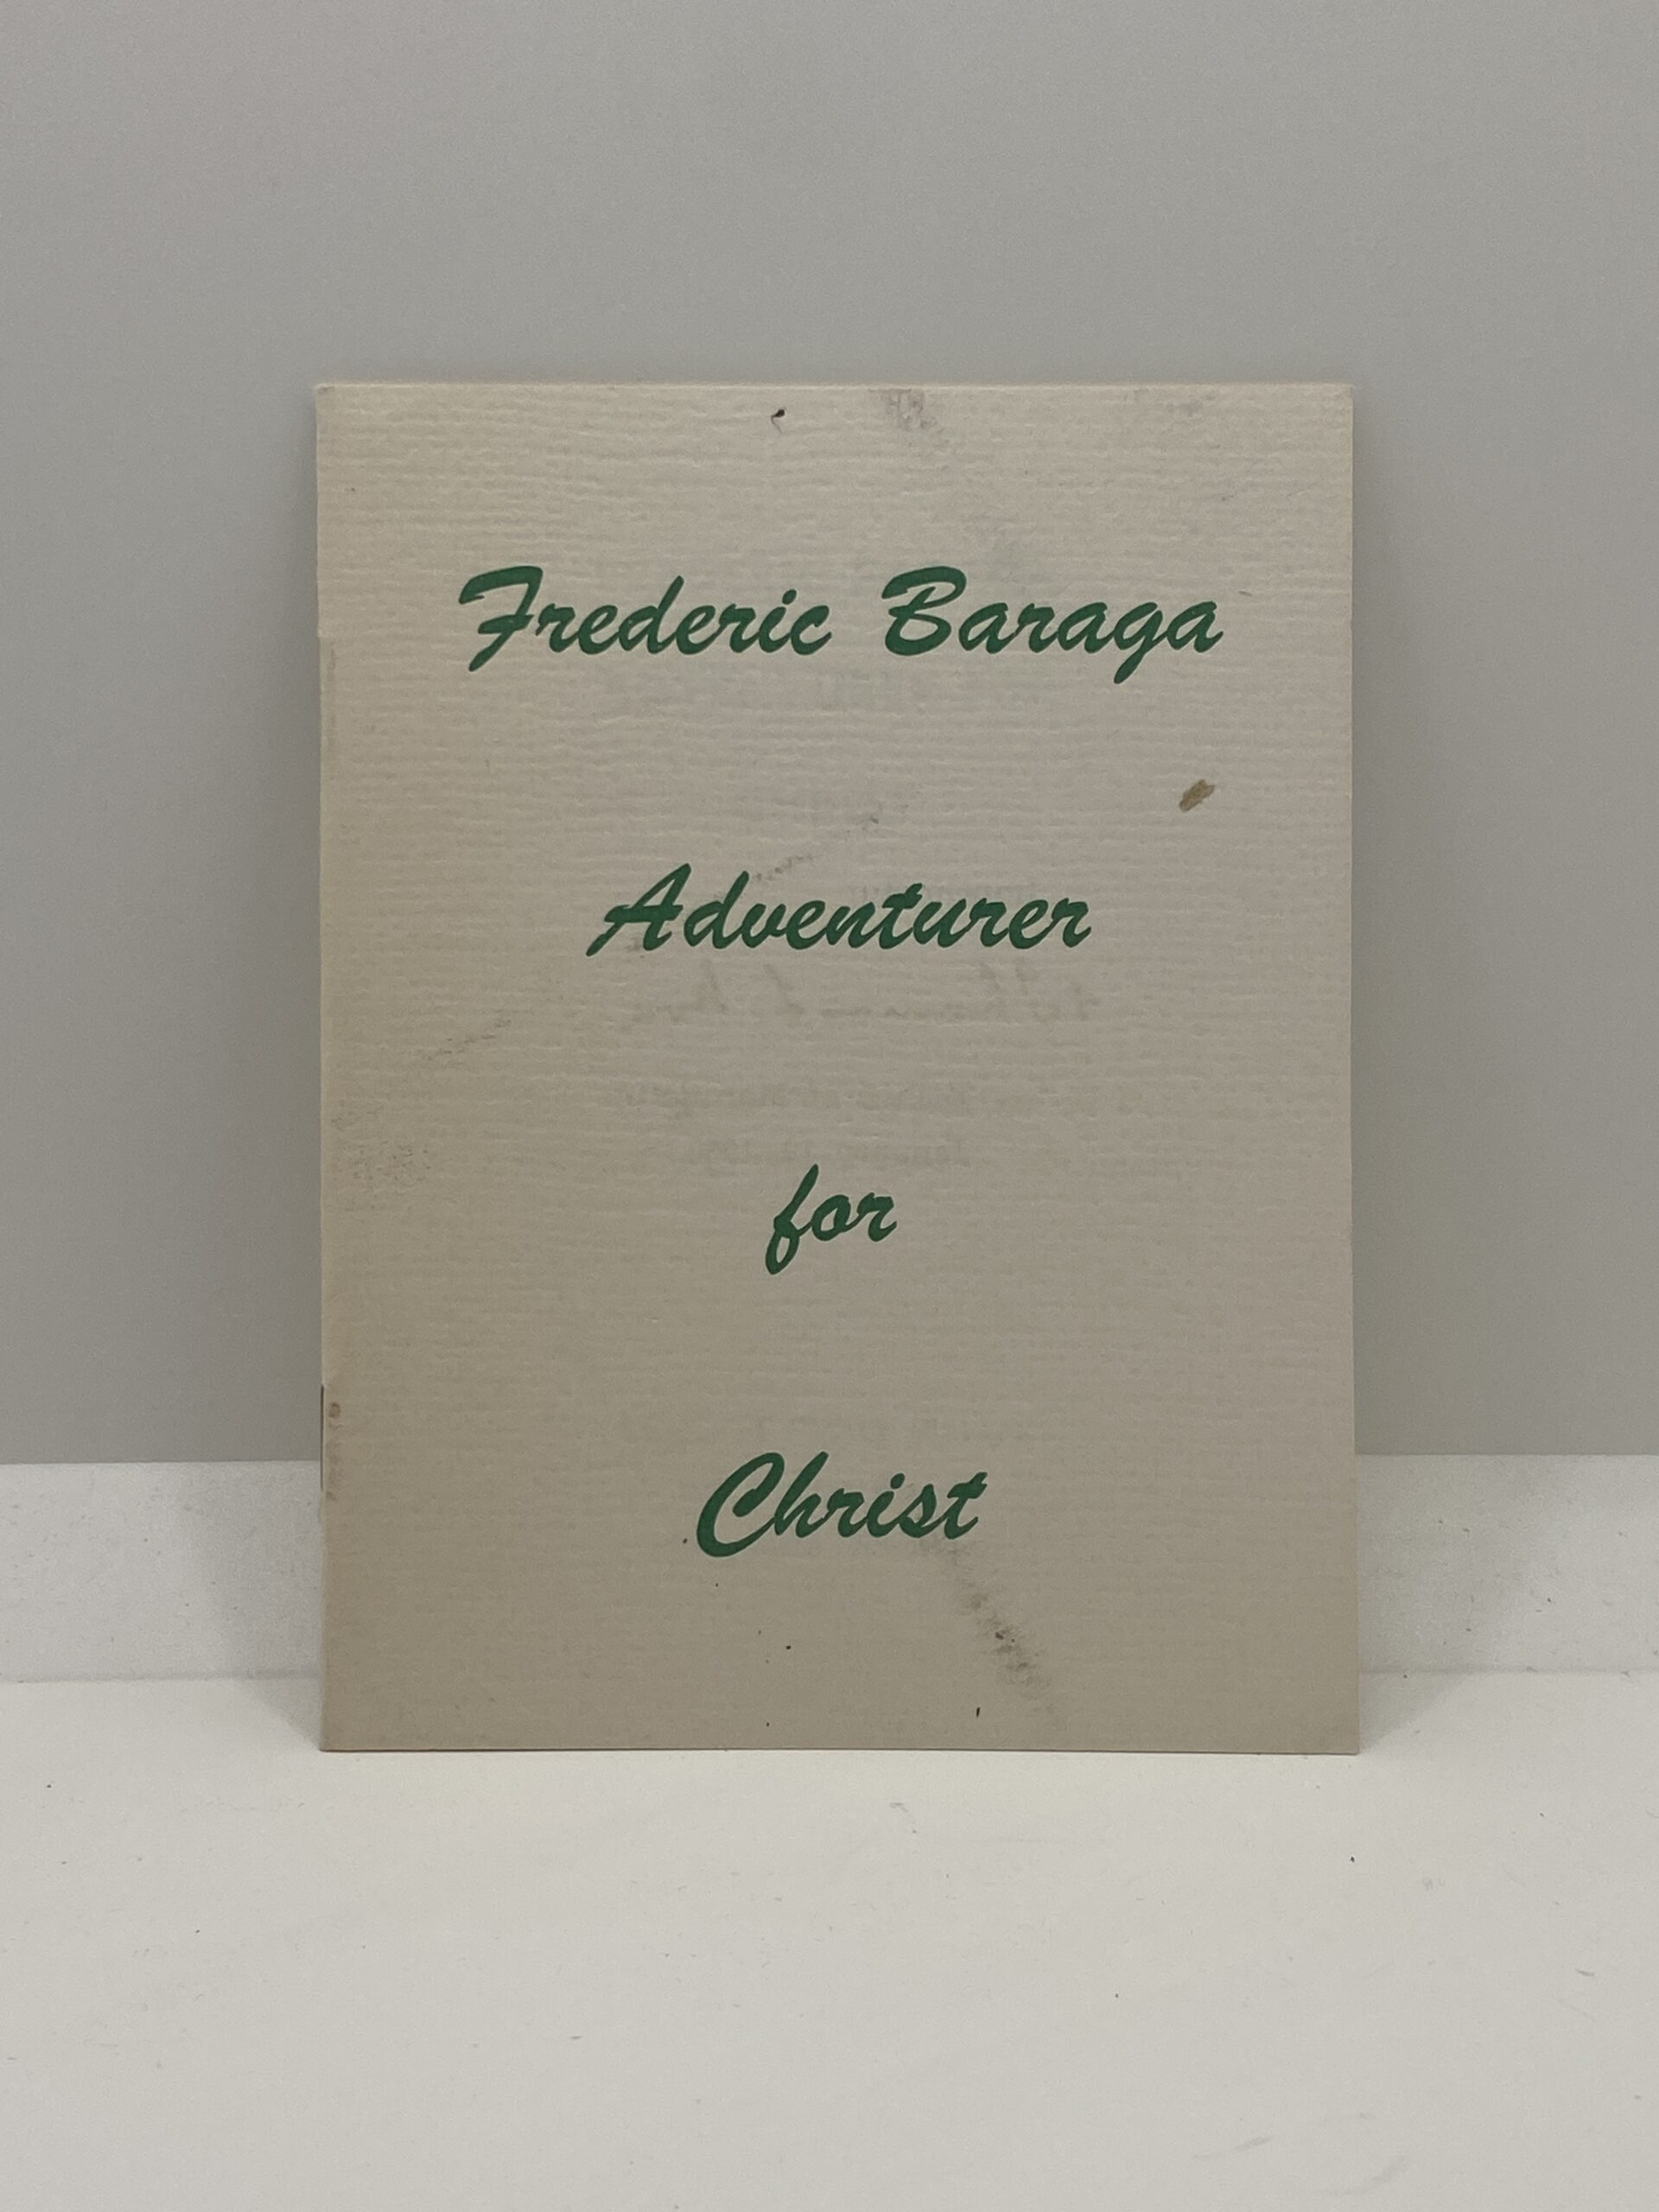 Frederic Baraga
Adventurer
for
Christ